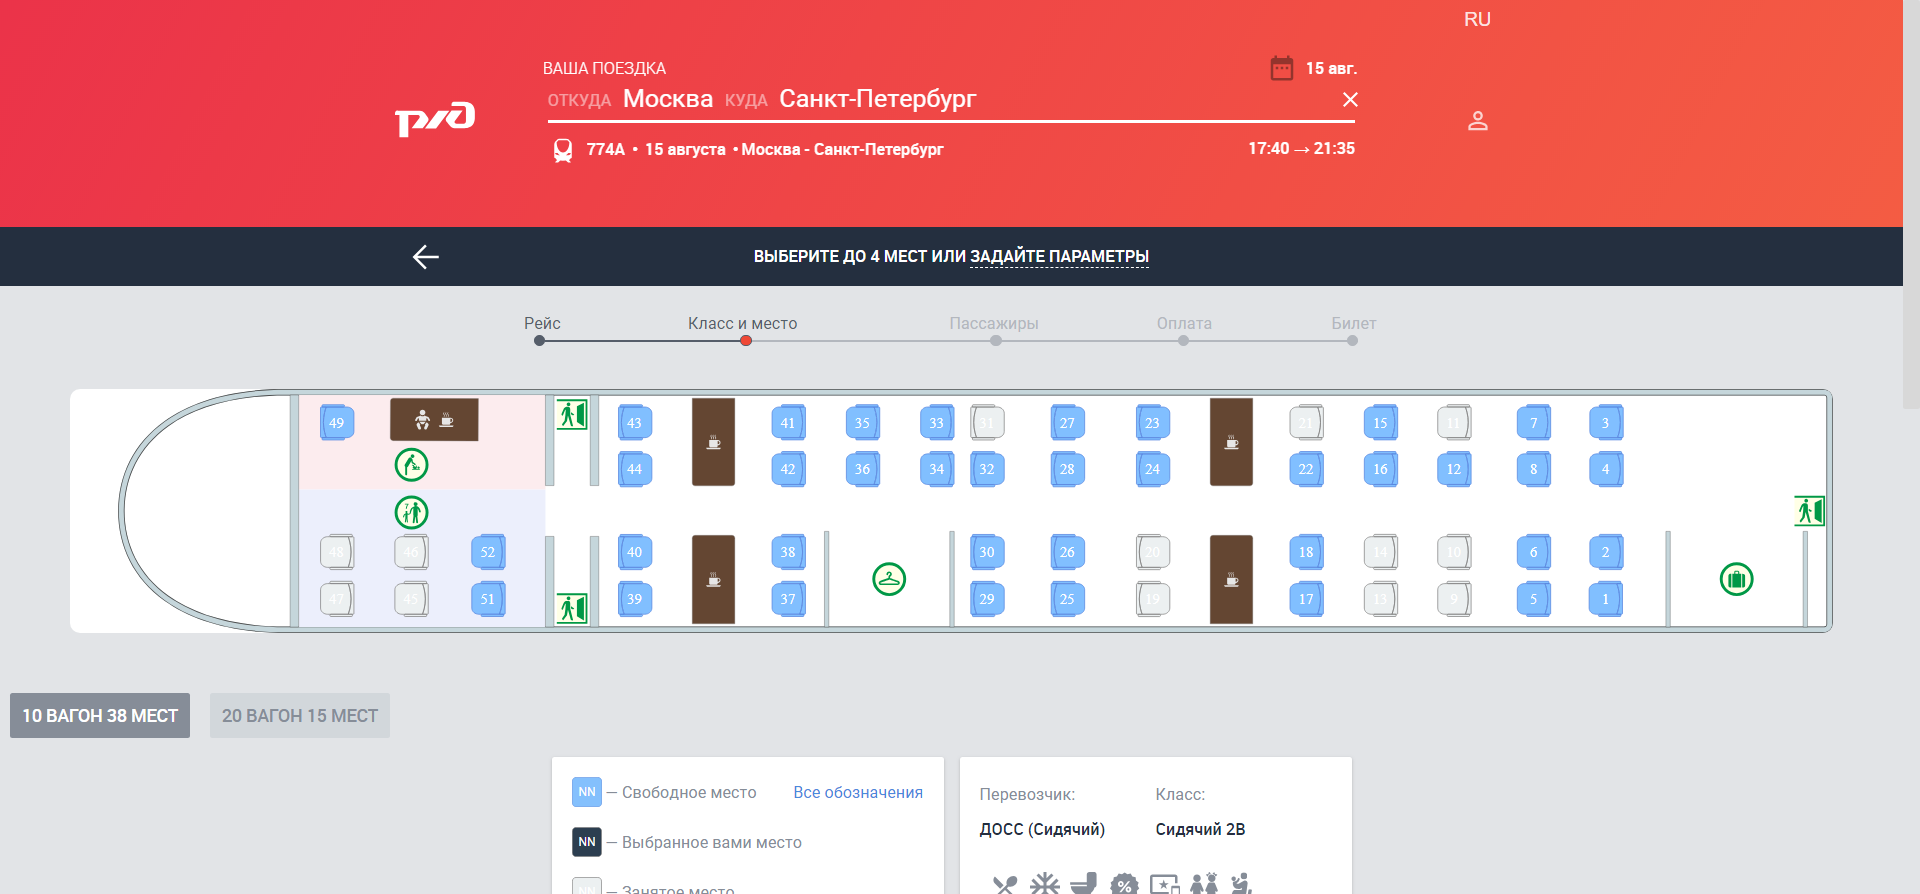 RU
ВАША ПОЕЗДКА
15 авг.
ОТКУДА Москва КУДА Санкт-Петербург
РЖД
774А • 15 августа • Москва - Санкт-Петербург
17:40 → 21:35
ВЫБЕРИТЕ ДО 4 МЕСТ ИЛИ ЗАДАЙТЕ ПАРАМЕТРЫ
Рейс Класс и место Пассажиры Оплата Билет
49 43 41 35 33 31 27 23 21 15 11 7 3
44 42 36 34 32 28 24 22 16 12 8 4
48 46 52 40 38 30 26 20 18 14 10 6 2
47 45 51 39 37 29 25 19 17 13 9 5 1
10 ВАГОН 38 МЕСТ
20 ВАГОН 15 МЕСТ
NN — Свободное место
Все обозначения
NN — Выбранное вами место
NN — Занятое место
Перевозчик: Класс:
ДОСС (Сидячий) Сидячий 2В